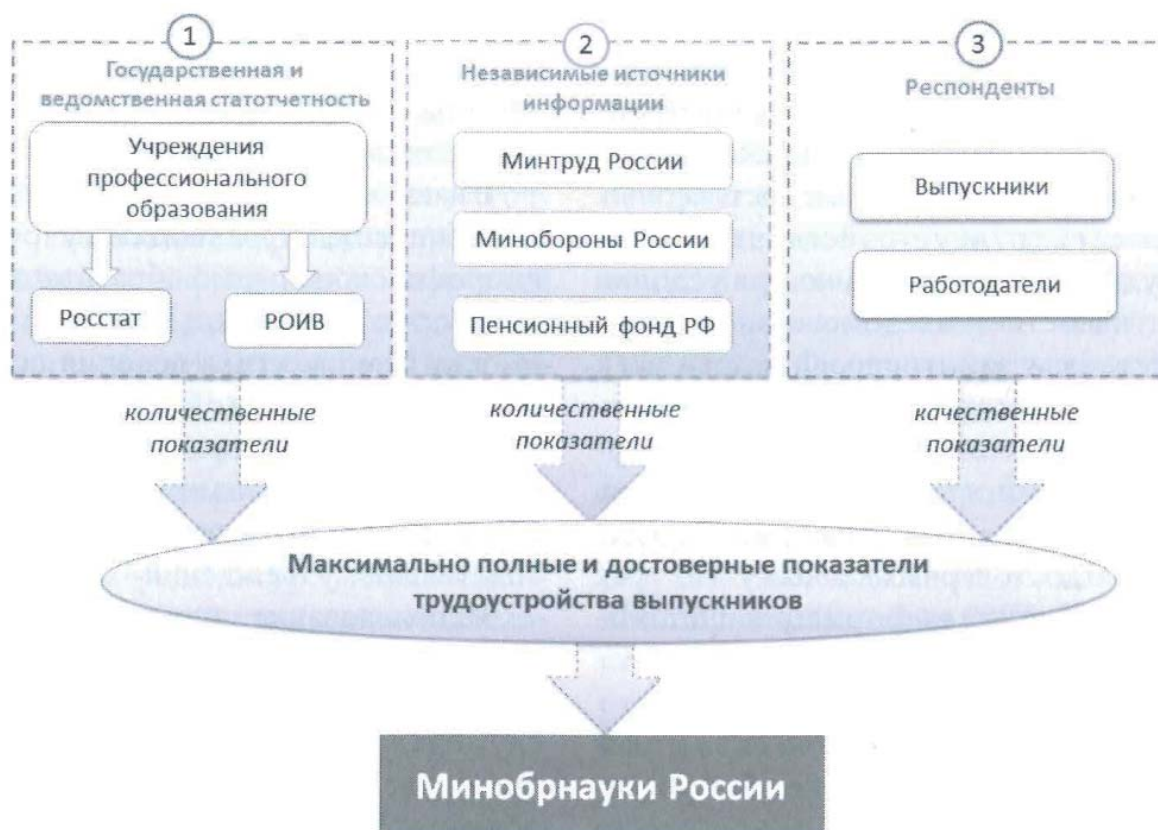 1
Государственная и
ведомственная статотчетность
Учреждения
профессионального
образования
Росстат
РОИВ
количественные
показатели
2
Независимые источники
информации
Минтруд России
Минобороны России
Пенсионный фонд РФ
количественные
показатели
3
Респонденты
Выпускники
Работодатели
качественные
показатели
Максимально полные и достоверные показатели
трудоустройства выпускников
Минобрнауки России